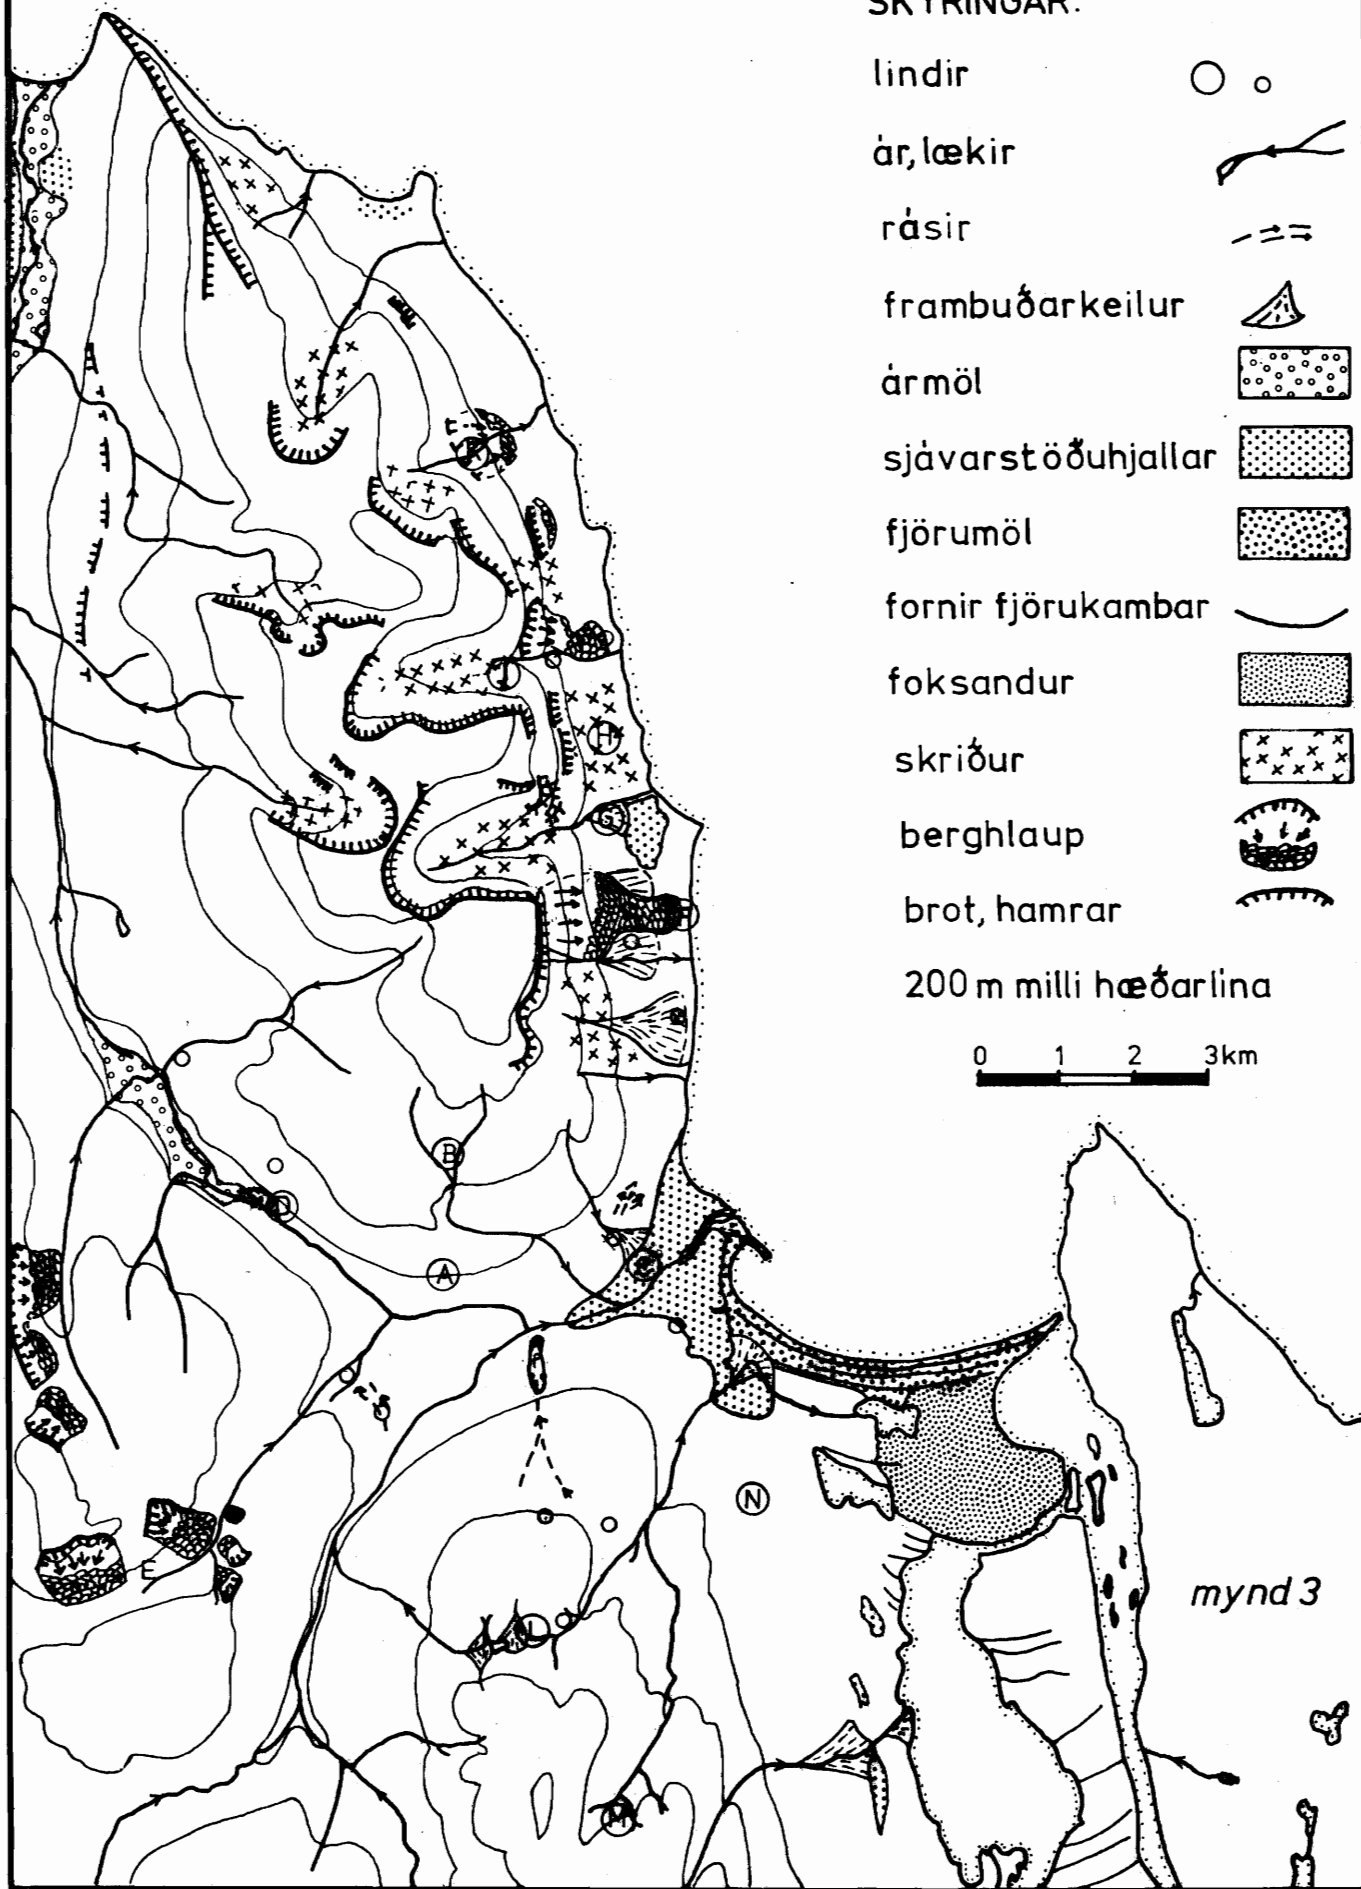 SKÝRINGAR:
lindir
ár, lækir
rásir
frambuðarkeilur
ármöl
sjávarstöðuhjallar
fjörumöl
fornir fjörukambar
foksandur
skriður
berghlaup
brot, hamrar
200 m milli hæðarlína
0 1 2 3km
K
J
H
G
F
B
D
A
C
N
E
L
M
mynd 3